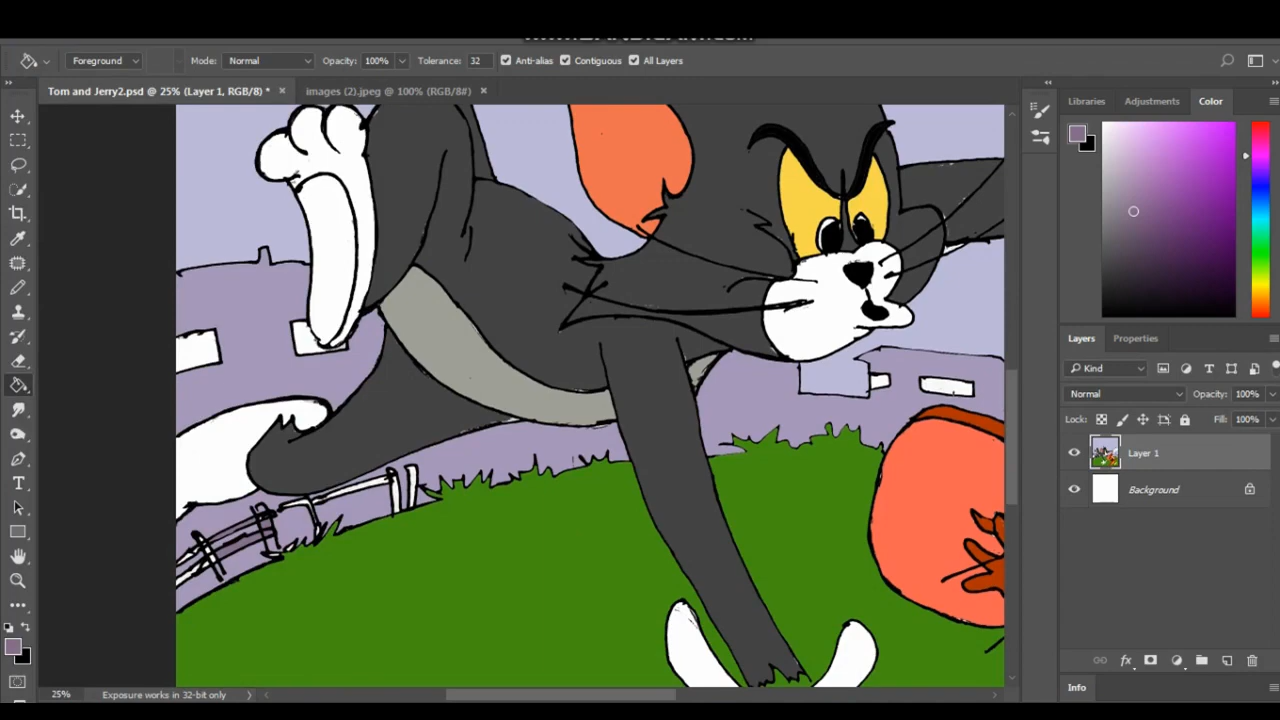 Foreground
Mode: Normal
Opacity: 100%
Tolerance: 32
Anti-alias
Contiguous
All Layers
Tom and Jerry2.psd @ 25% (Layer 1, RGB/8) *
images (2).jpeg @ 100% (RGB/8#)
Libraries
Adjustments
Color
Layers
Properties
Kind
Normal
Opacity: 100%
Lock:
Fill: 100%
Layer 1
Background
fx
Info
25%
Exposure works in 32-bit only